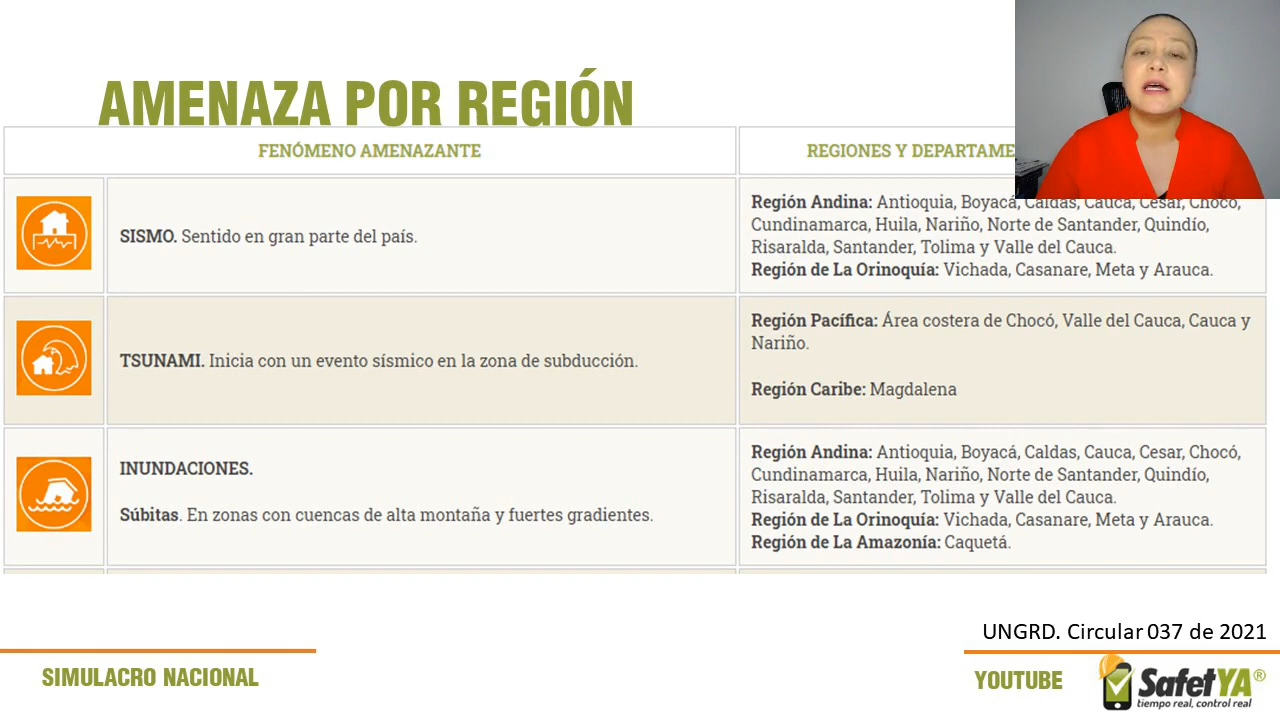 AMENAZA POR REGIÓN
FENÓMENO AMENAZANTE
REGIONES Y
SISMO. Sentido en gran parte del país.
Región Andina: Antioquia, Boyacá, Caldas, Cauca, Cesar, Chocó,
Cundinamarca, Huila, Nariño, Norte de Santander, Quindío,
Risaralda, Santander, Tolima y Valle del Cauca.
Región de La Orinoquía: Vichada, Casanare, Meta y Arauca.
TSUNAMI. Inicia con un evento sísmico en la zona de subducción.
Región Pacífica: Área costera de Chocó, Valle del Cauca, Cauca y
Nariño.
Región Caribe: Magdalena
INUNDACIONES.
Súbitas. En zonas con cuencas de alta montaña y fuertes gradientes.
Región Andina: Antioquia, Boyacá, Caldas, Cauca, Cesar, Chocó,
Cundinamarca, Huila, Nariño, Norte de Santander, Quindío,
Risaralda, Santander, Tolima y Valle del Cauca.
Región de La Orinoquía: Vichada, Casanare, Meta y Arauca.
Región de La Amazonía: Caquetá.
UNGRD. Circular 037 de 2021
SIMULACRO NACIONAL
YOUTUBE
SafetYA®
tiempo real, control real